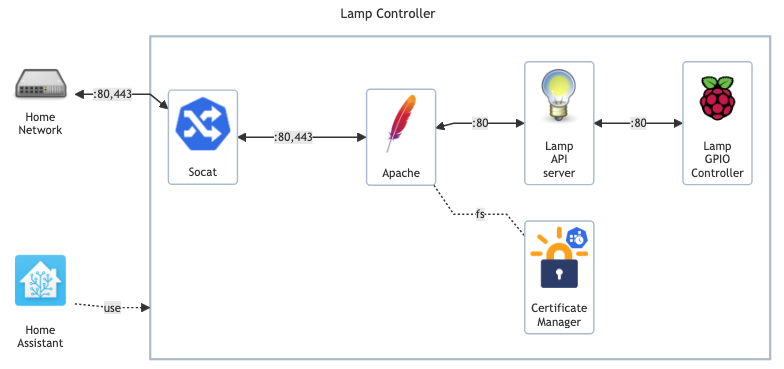 Lamp Controller
:80,443
Home
Network
Socat
:80,443
Apache
:80
Lamp
API
server
:80
Lamp
GPIO
Controller
fs
Certificate
Manager
use
Home
Assistant